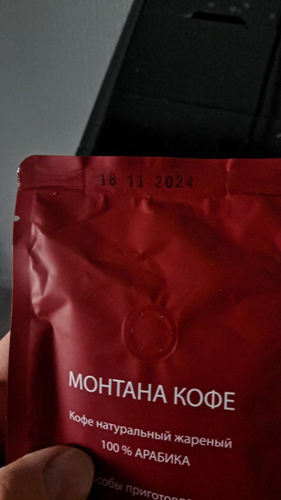 18 11 2024
МОНТАНА КОФЕ
Кофе натуральный жареный
100 % АРАБИКА